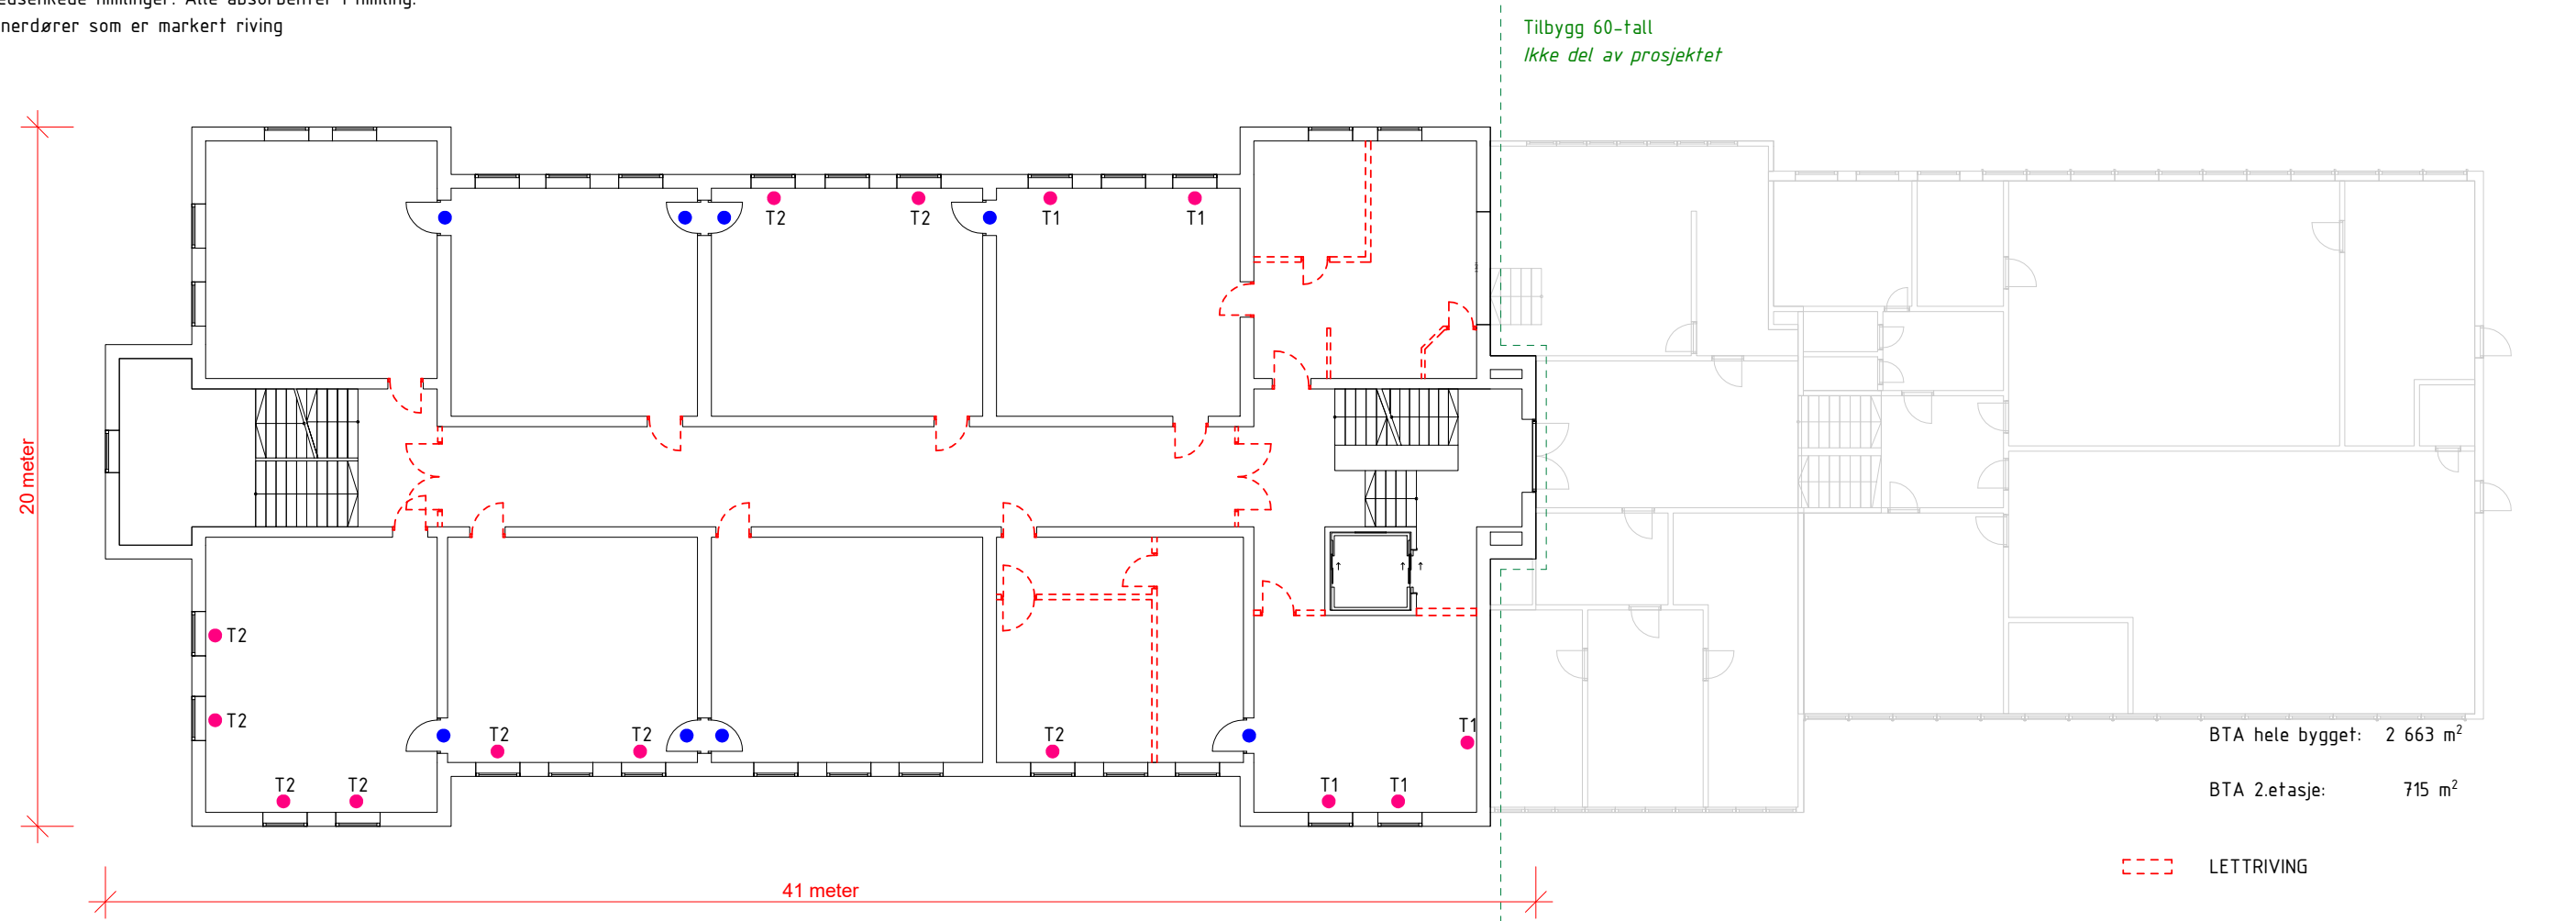 nerdører som er markert riving
Tilbygg 60-tall
Ikke del av prosjektet
T2
T2
T1
T1
20 meter
T2
T2
T2
T2
T2
T2
T2
T1
T1
T1
BTA hele bygget: 2 663 m²
BTA 2.etasje: 715 m²
LETTRIVING
41 meter